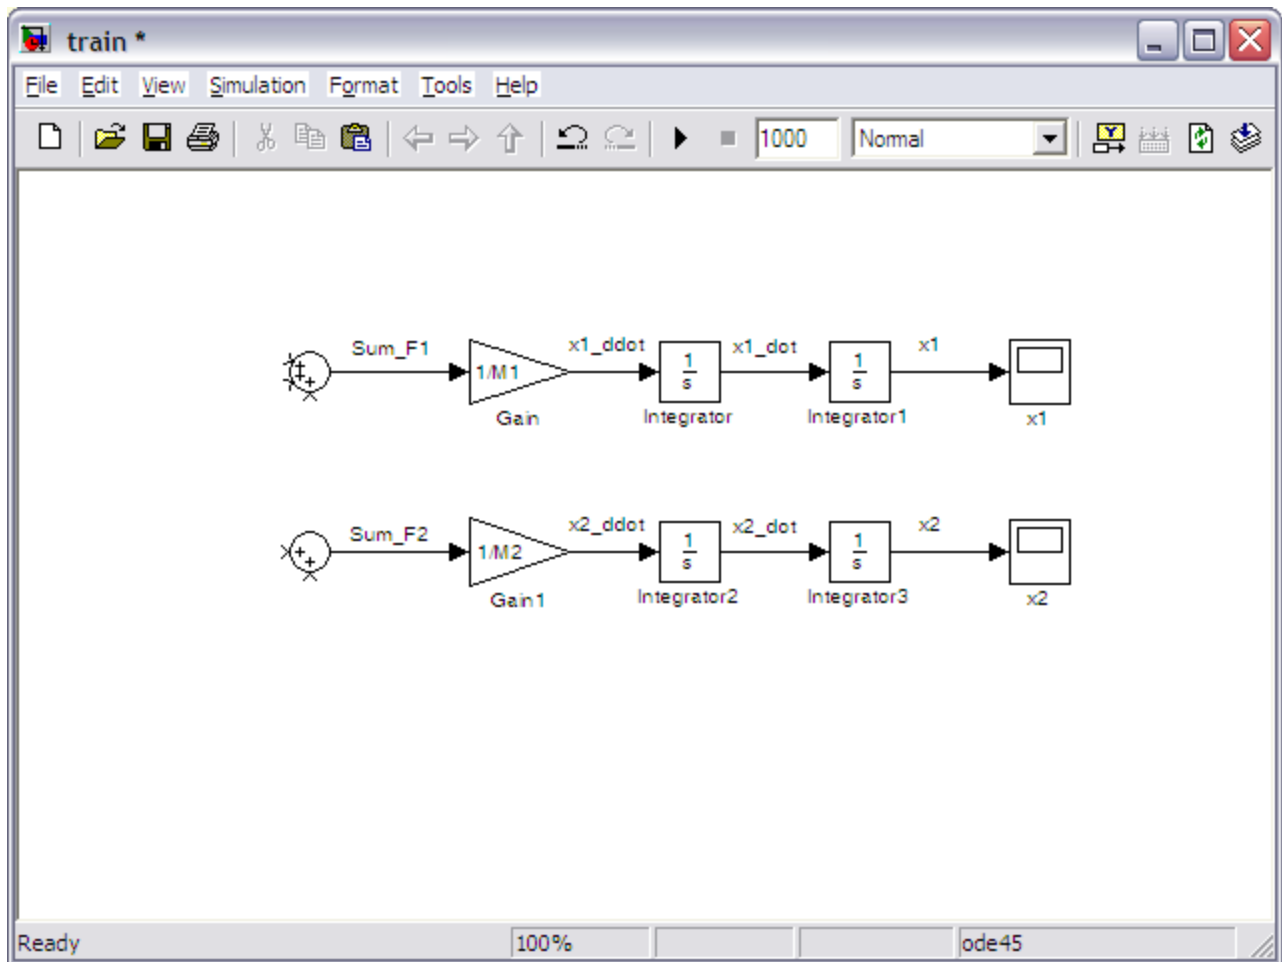 train *
File Edit View Simulation Format Tools Help
1000 Normal
Sum_F1 x1_ddot x1_dot x1
1/M1 1/s 1/s
Gain Integrator Integrator1 x1
Sum_F2 x2_ddot x2_dot x2
1/M2 1/s 1/s
Gain1 Integrator2 Integrator3 x2
Ready 100% ode45